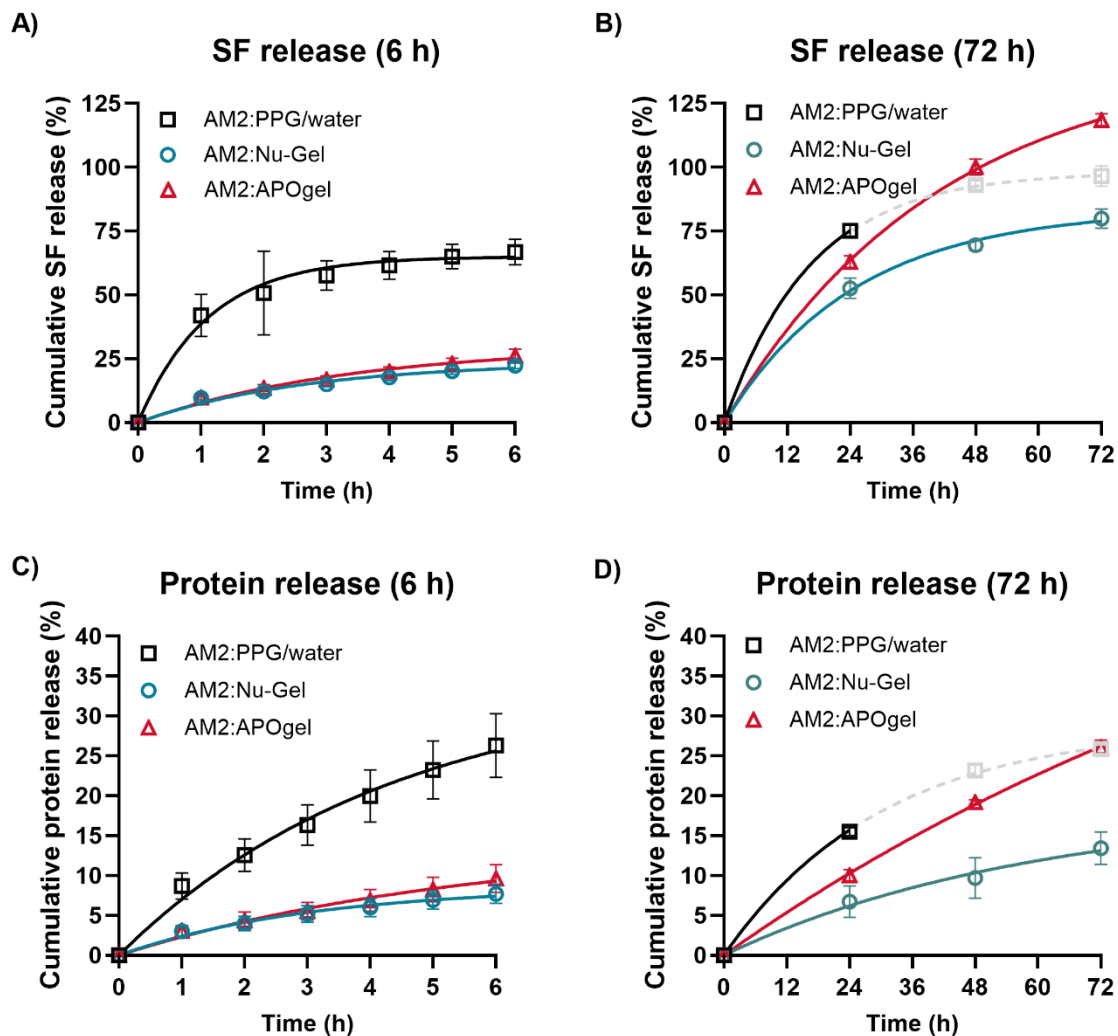 A)
SF release (6 h)
Cumulative SF release (%)
125
100
75
50
25
0
AM2:PPG/water
AM2:Nu-Gel
AM2:APOgel
0 1 2 3 4 5 6
Time (h)
B)
SF release (72 h)
Cumulative SF release (%)
125
100
75
50
25
0
AM2:PPG/water
AM2:Nu-Gel
AM2:APOgel
0 12 24 36 48 60 72
Time (h)
C)
Protein release (6 h)
Cumulative protein release (%)
40
35
30
25
20
15
10
5
0
AM2:PPG/water
AM2:Nu-Gel
AM2:APOgel
0 1 2 3 4 5 6
Time (h)
D)
Protein release (72 h)
Cumulative protein release (%)
40
35
30
25
20
15
10
5
0
AM2:PPG/water
AM2:Nu-Gel
AM2:APOgel
0 12 24 36 48 60 72
Time (h)